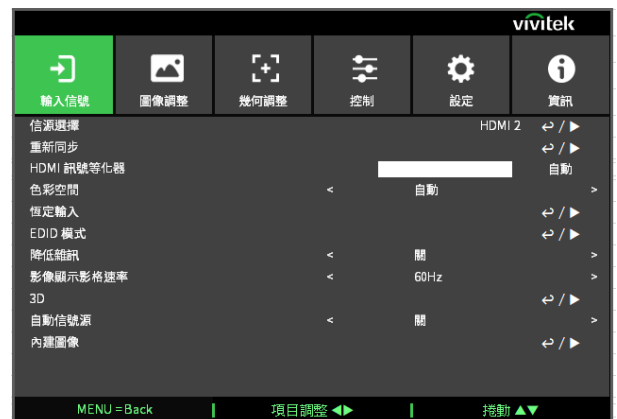 vivitek
輸入信號 圖像調整 幾何調整 控制 設定 資訊
信源選擇 HDMI 2 ↵ / ▶
重新同步 ↵ / ▶
HDMI 訊號等化器 自動
色彩空間 < 自動 >
恆定輸入 ↵ / ▶
EDID 模式 ↵ / ▶
降低雜訊 < 關 >
影像顯示影格速率 < 60Hz >
3D ↵ / ▶
自動信號源 < 關 >
內建圖像 ↵ / ▶
MENU = Back | 項目調整 ◀▶ | 捲動 ▲▼